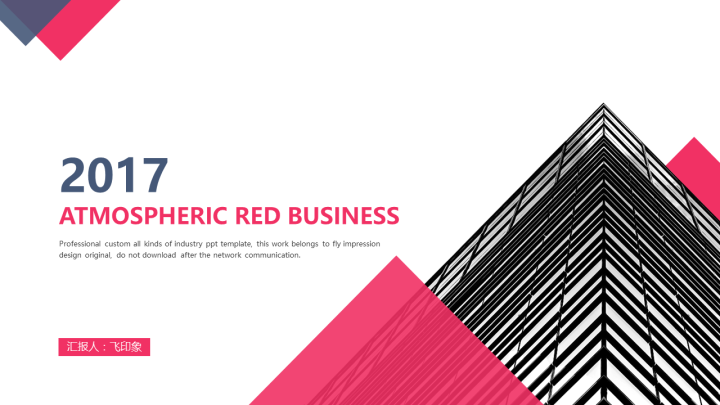 2017
ATMOSPHERIC RED BUSINESS
Professional custom all kinds of industry ppt template, this work belongs to fly impression
design original, do not download after the network communication.
汇报人：飞印象